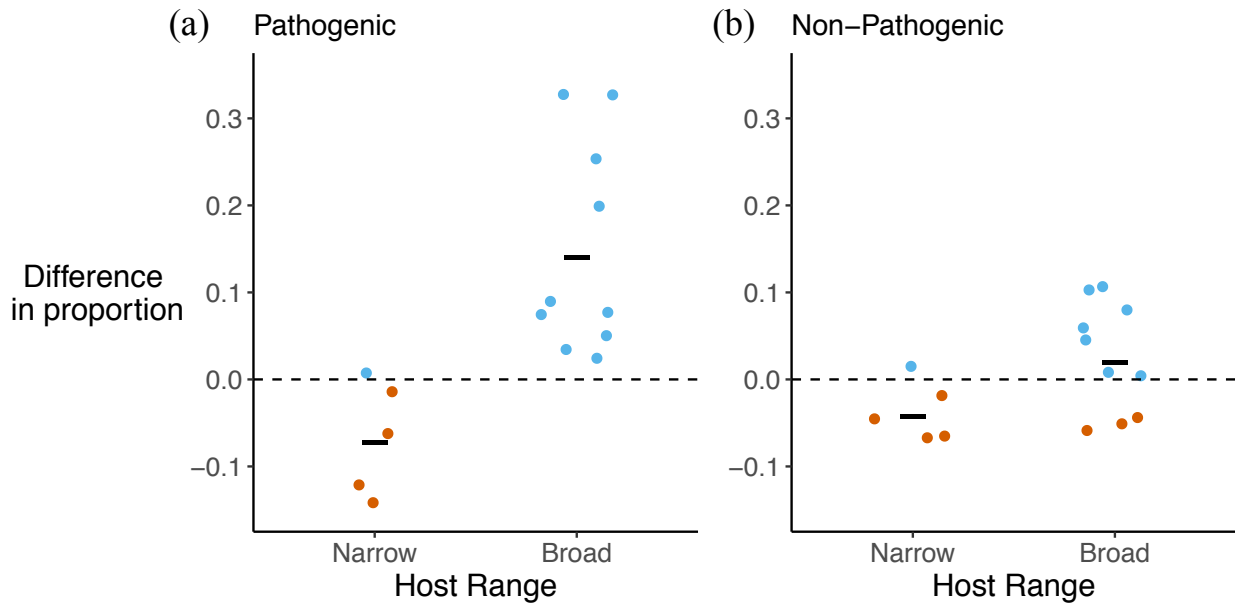 (a) Pathogenic
(b) Non−Pathogenic
Difference
in proportion
0.3
0.2
0.1
0.0
−0.1
Narrow
Broad
Host Range
0.3
0.2
0.1
0.0
−0.1
Narrow
Broad
Host Range